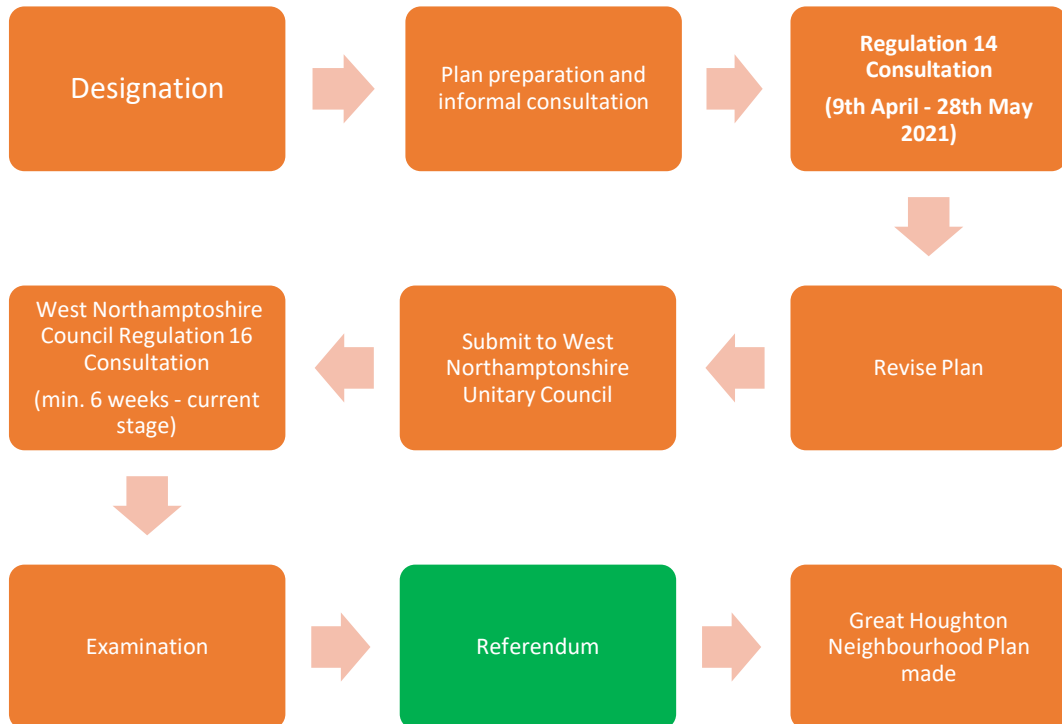 Designation
Plan preparation and
informal consultation
Regulation 14
Consultation
(9th April - 28th May
2021)
Revise Plan
Submit to West
Northamptonshire
Unitary Council
West Northamptoshire
Council Regulation 16
Consultation
(min. 6 weeks - current
stage)
Examination
Referendum
Great Houghton
Neighbourhood Plan
made